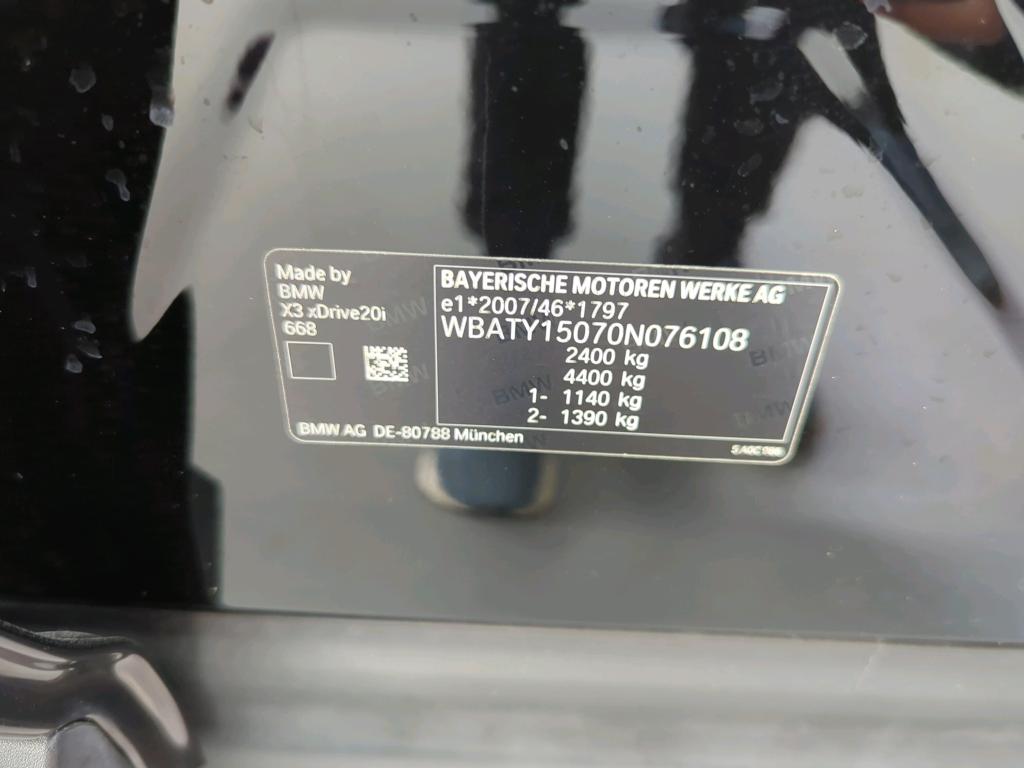 Made by
BMW
X3 xDrive20i
668
BAYERISCHE MOTOREN WERKE AG
e1*2007/46*1797
WBATY15070N076108
2400 kg
4400 kg
1- 1140 kg
2- 1390 kg
BMW AG DE-80788 München